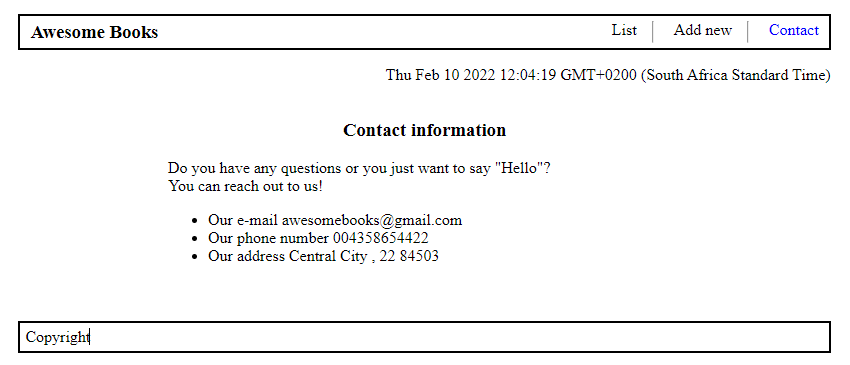 Awesome Books List Add new Contact
Thu Feb 10 2022 12:04:19 GMT+0200 (South Africa Standard Time)
Contact information
Do you have any questions or you just want to say "Hello"?
You can reach out to us!
• Our e-mail awesomebooks@gmail.com
• Our phone number 004358654422
• Our address Central City , 22 84503
Copyright